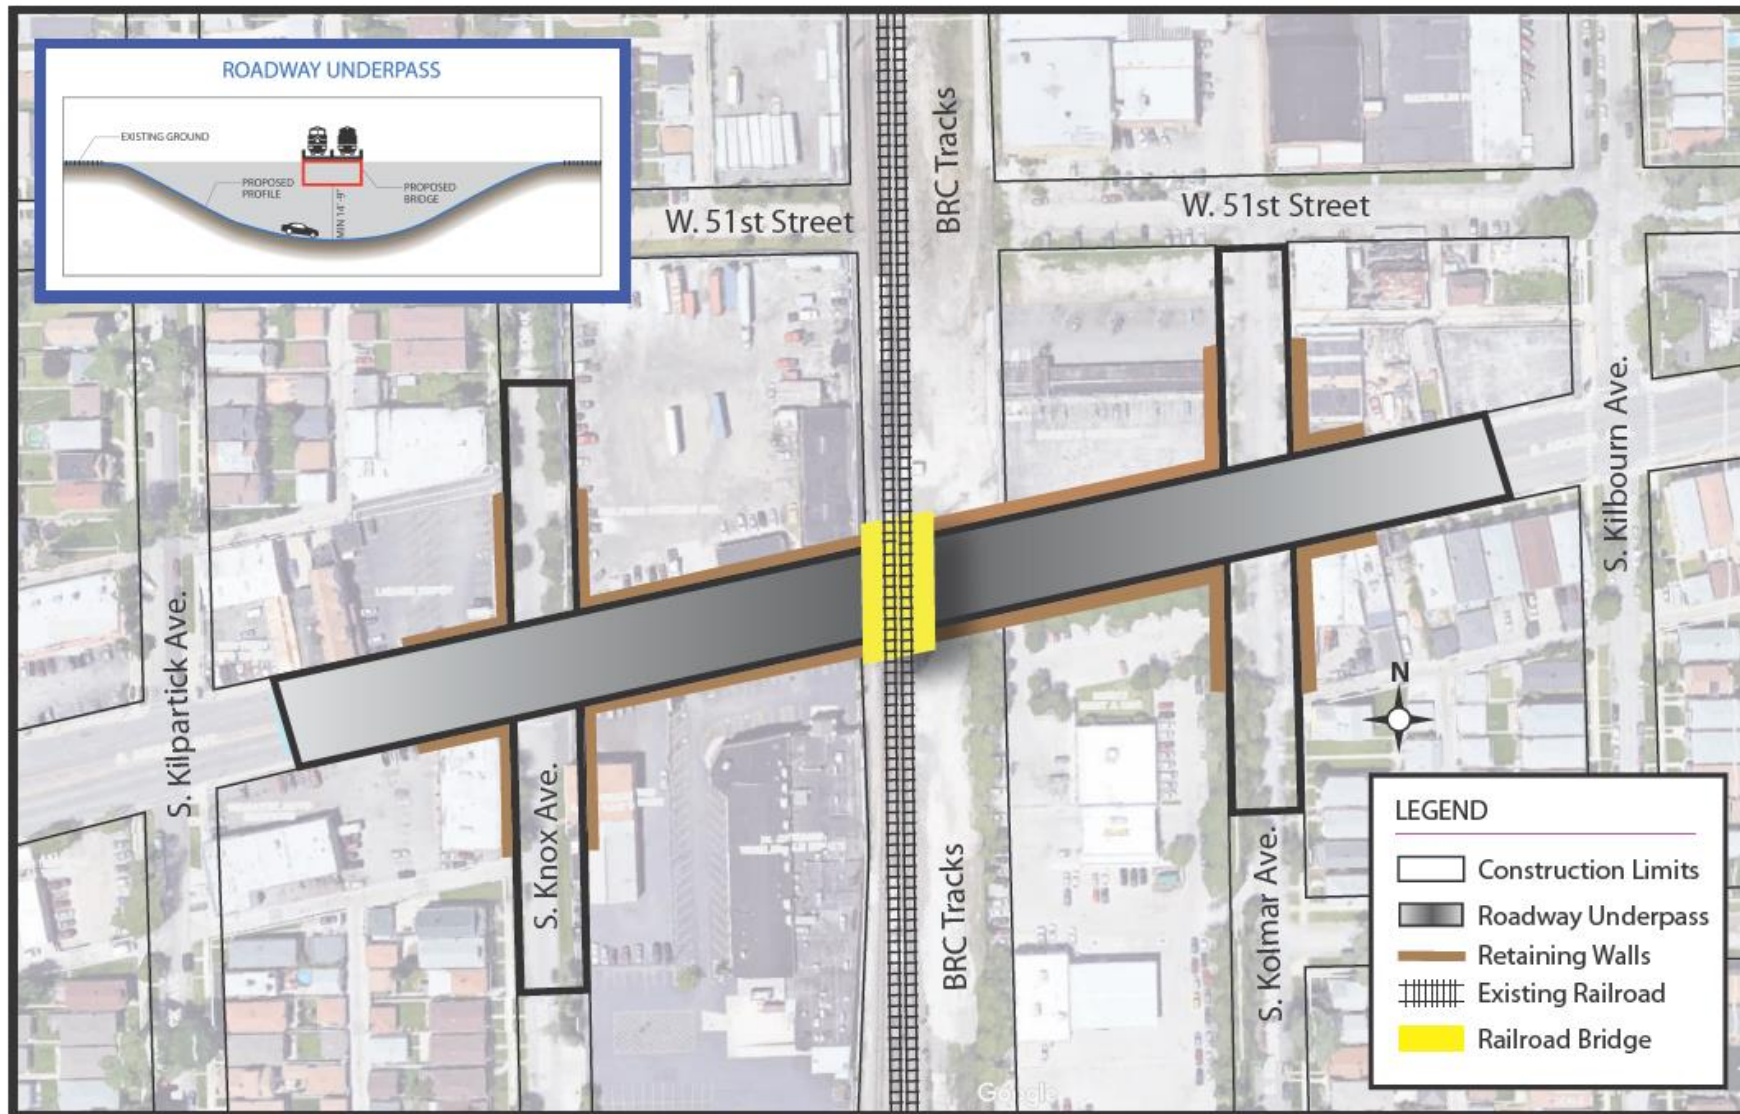 ROADWAY UNDERPASS
EXISTING GROUND
PROPOSED
PROFILE
PROPOSED
BRIDGE
MIN 14'-9"
W. 51st Street
BRC Tracks
W. 51st Street
S. Kilbourn Ave.
S. Kilpartick Ave.
S. Knox Ave.
BRC Tracks
S. Kolmar Ave.
N
LEGEND
Construction Limits
Roadway Underpass
Retaining Walls
Existing Railroad
Railroad Bridge
Google